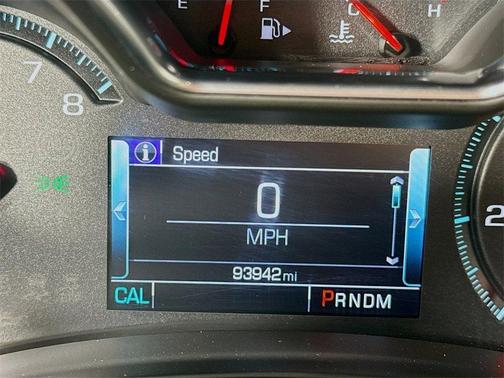 E F C H
7
8
i Speed
0
2
MPH
93942 mi
CAL PRNDM